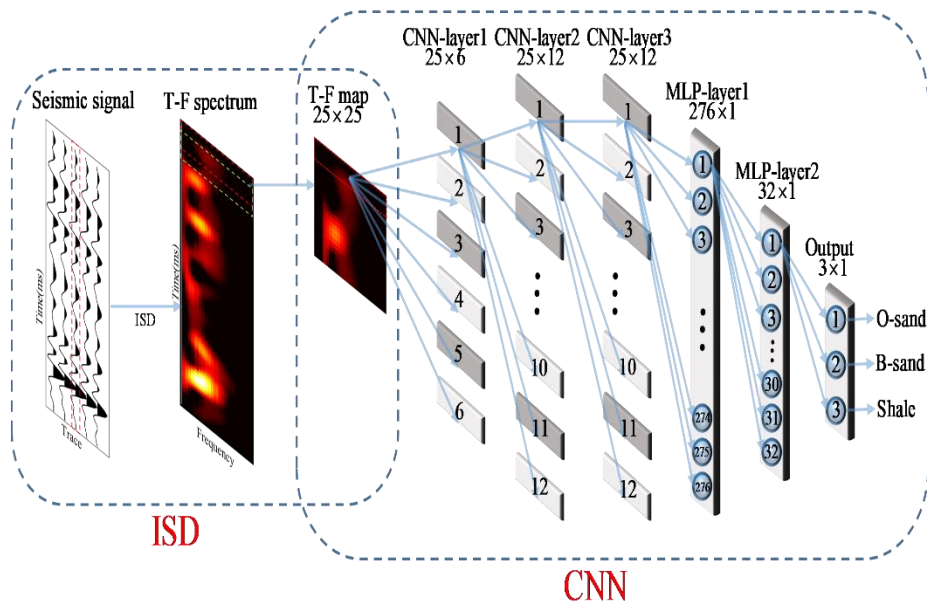 Seismic signal
Time(ms)
Trace
ISD
T-F spectrum
Time(ms)
Frequency
T-F map
25×25
ISD
CNN-layer1
25×6
1
2
3
4
5
6
CNN-layer2
25×12
1
2
3
10
11
12
CNN-layer3
25×12
1
2
3
10
11
12
MLP-layer1
276×1
1
2
3
274
275
276
MLP-layer2
32×1
1
2
3
30
31
32
Output
3×1
1
2
3
O-sand
B-sand
Shale
CNN